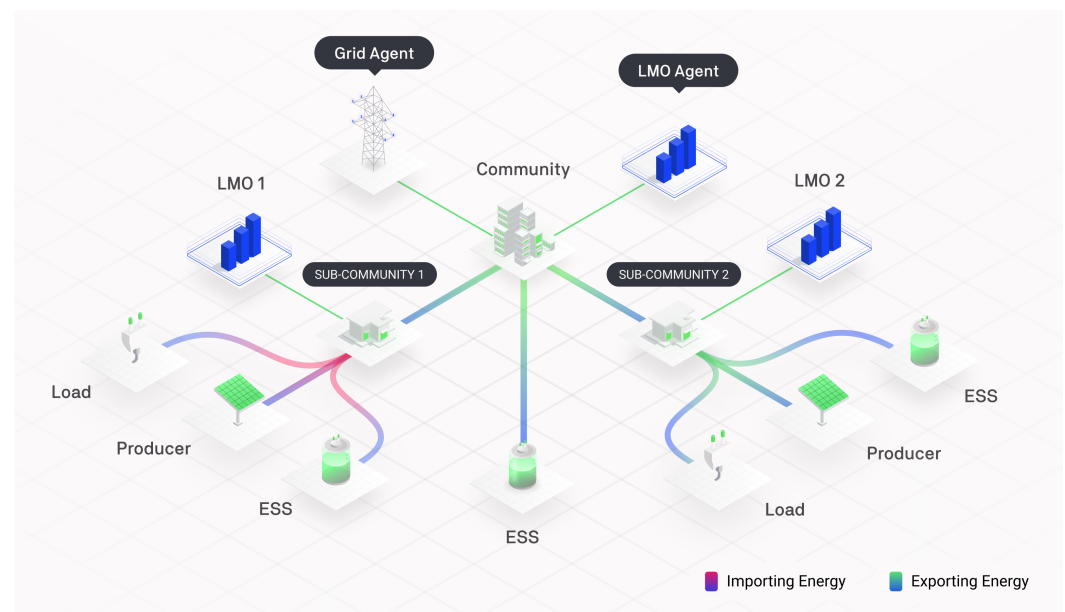 Grid Agent
LMO Agent
Community
LMO 1
LMO 2
SUB-COMMUNITY 1
SUB-COMMUNITY 2
Load
ESS
Producer
Producer
ESS
Load
ESS
Importing Energy
Exporting Energy